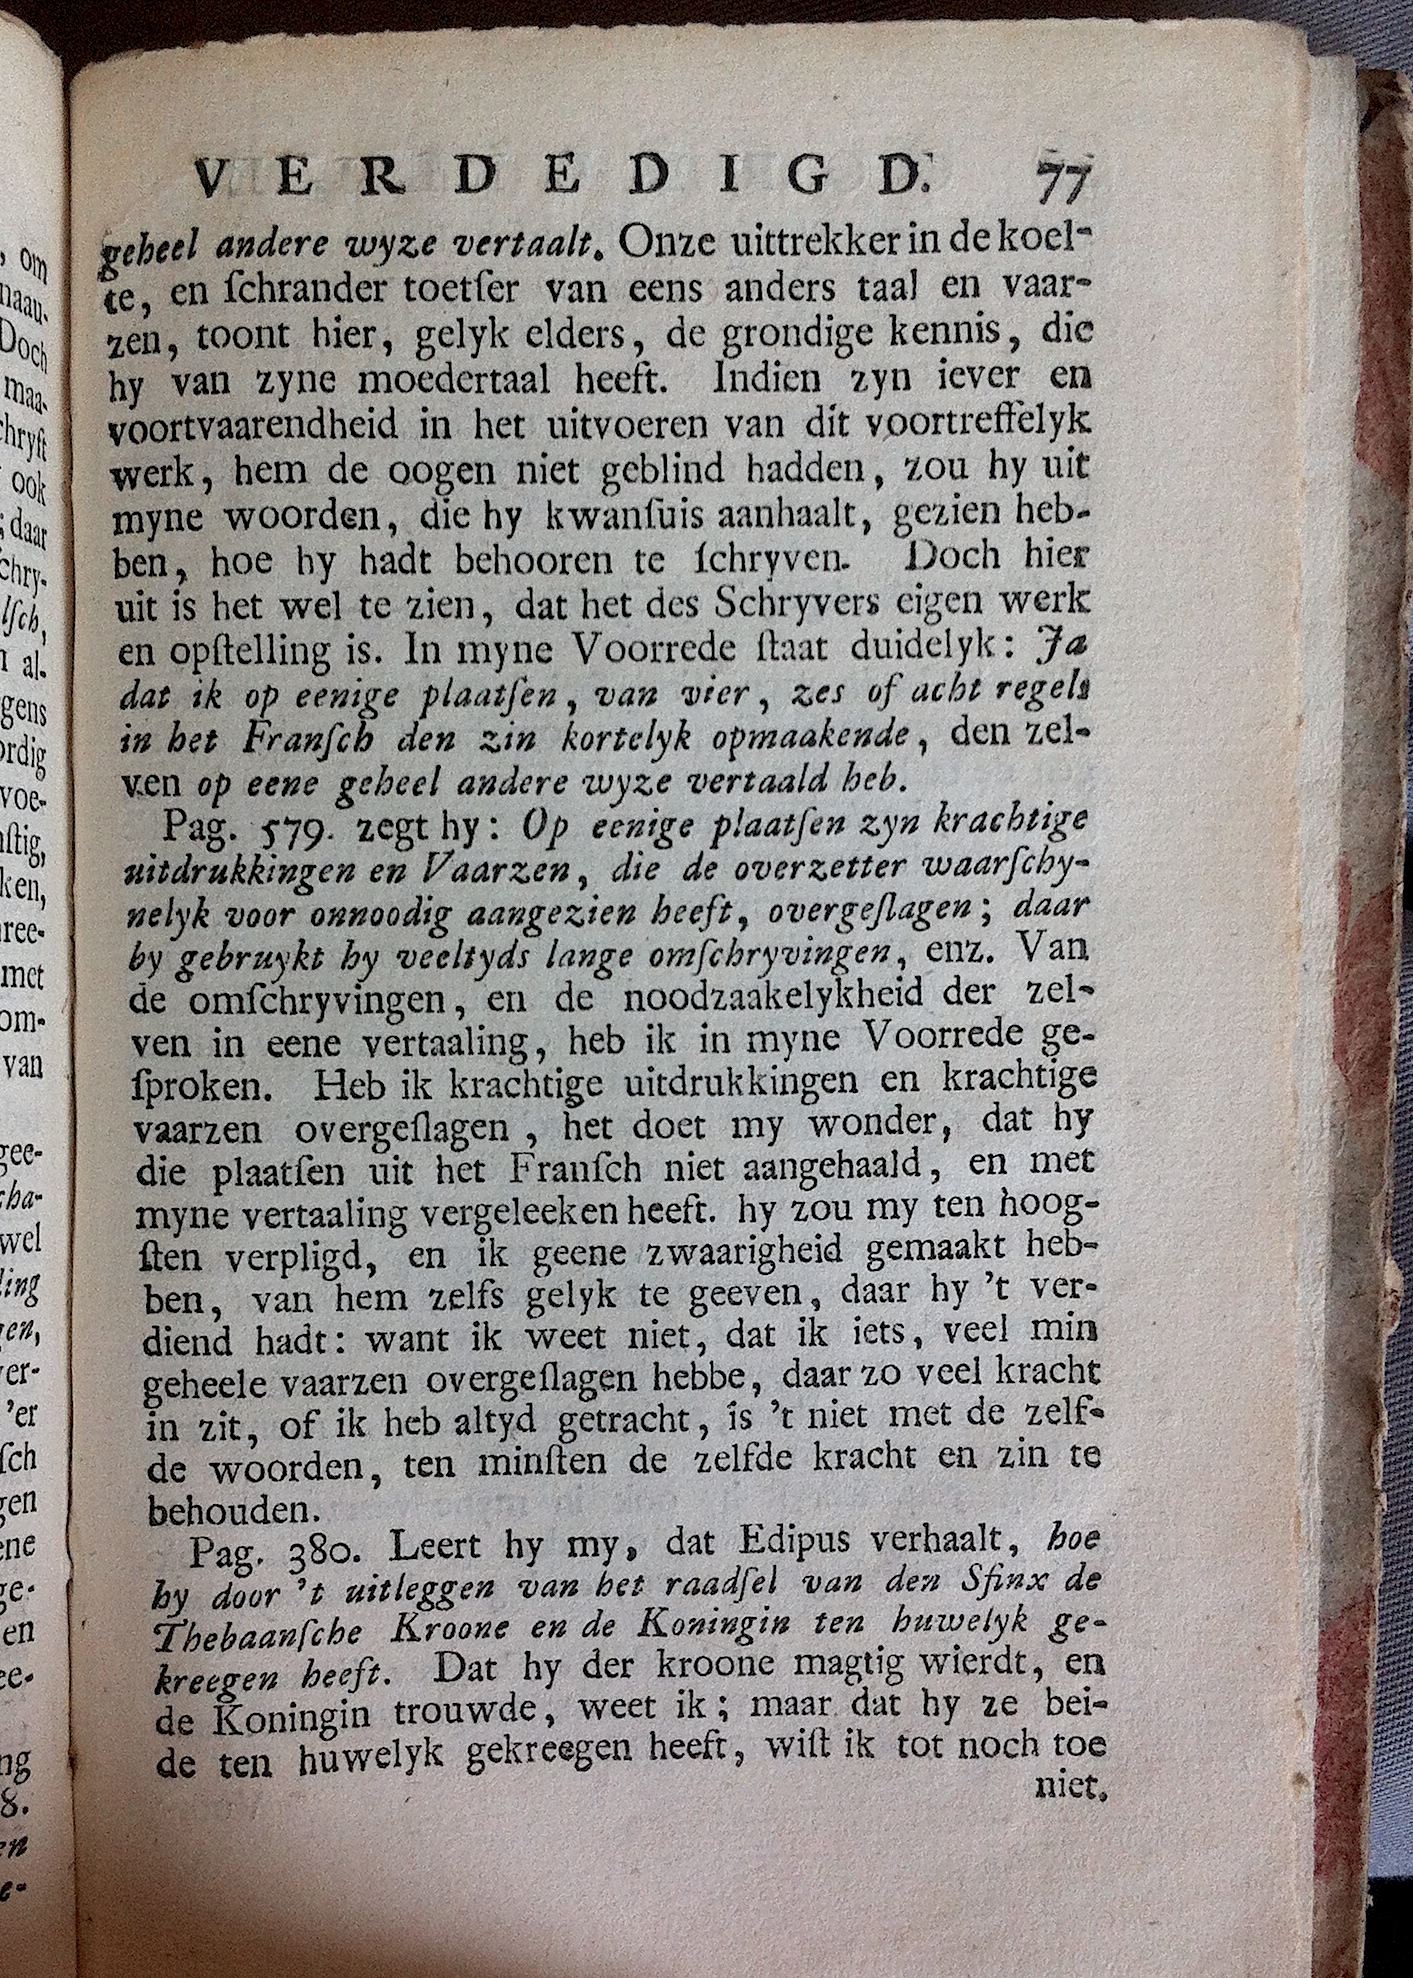 VERDEDIGD. 77
geheel andere wyze vertaalt. Onze uittrekker in de koel-
te, en ſchrander toetſer van eens anders taal en vaar-
zen, toont hier, gelyk elders, de grondige kennis, die
hy van zyne moedertaal heeft. Indien zyn iever en
voortvaarendheid in het uitvoeren van dit voortreffelyk
werk, hem de oogen niet geblind hadden, zou hy uit
myne woorden, die hy kwanſuis aanhaalt, gezien heb-
ben, hoe hy hadt behooren te ſchryven. Doch hier
uit is het wel te zien, dat het des Schryvers eigen werk
en opſtelling is. In myne Voorrede ſtaat duidelyk: Ja
dat ik op eenige plaatſen, van vier, zes of acht regels
in het Franſch den zin kortelyk opmaakende, den zel-
ven op eene geheel andere wyze vertaald heb.
Pag. 579. zegt hy: Op eenige plaatſen zyn krachtige
uitdrukkingen en Vaarzen, die de overzetter waarſchy-
nelyk voor onnoodig aangezien heeft, overgeſlagen; daar
by gebruykt hy veeltyds lange omſchryvingen, enz. Van
de omſchryvingen, en de noodzaakelykheid der zel-
ven in eene vertaaling, heb ik in myne Voorrede ge-
ſproken. Heb ik krachtige uitdrukkingen en krachtige
vaarzen overgeſlagen, het doet my wonder, dat hy
die plaatſen uit het Franſch niet aangehaald, en met
myne vertaaling vergeleeken heeft. hy zou my ten hoog-
ſten verpligd, en ik geene zwaarigheid gemaakt heb-
ben, van hem zelfs gelyk te geeven, daar hy 't ver-
diend hadt: want ik weet niet, dat ik iets, veel min
geheele vaarzen overgeſlagen hebbe, daar zo veel kracht
in zit, of ik heb altyd getracht, is 't niet met de zelf-
de woorden, ten minſten de zelfde kracht en zin te
behouden.
Pag. 380. Leert hy my, dat Edipus verhaalt, hoe
hy door 't uitleggen van het raadſel van den Sfinx de
Thebaanſche Kroone en de Koningin ten huwelyk ge-
kreegen heeft. Dat hy der kroone magtig wierdt, en
de Koningin trouwde, weet ik; maar dat hy ze bei-
de ten huwelyk gekreegen heeft, wiſt ik tot noch toe
niet.